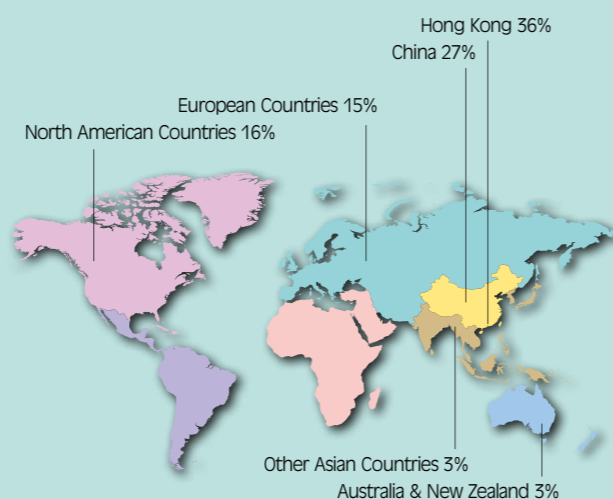 Hong Kong 36%
China 27%
European Countries 15%
North American Countries 16%
Other Asian Countries 3%
Australia & New Zealand 3%